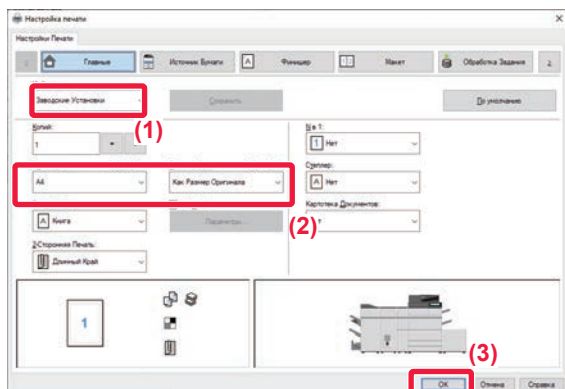 Настройка печати
Настройки Печати
Главные
Источник Бумаги
Финишер
Макет
Обработка Задания
Заводские Установки
Сохранить
По умолчанию
(1)
Копий:
1
N в 1:
1 Нет
A4
Как Размер Оригинала
Степлер:
A Нет
(2)
Картотека Документов:
A Книга
Параметры
2-Сторонняя Печать:
Длинный Край
1
(3)
OK
Отмена
Справка